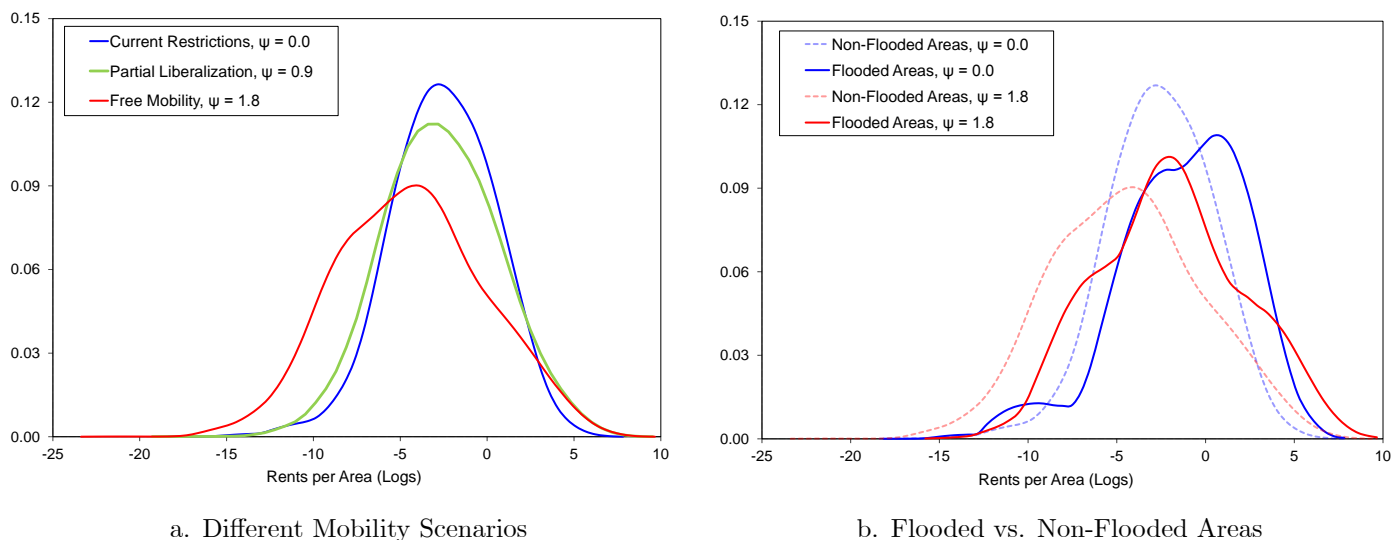 0.15
0.12
0.09
0.06
0.03
0.00
Current Restrictions, ψ = 0.0
Partial Liberalization, ψ = 0.9
Free Mobility, ψ = 1.8
-25 -20 -15 -10 -5 0 5 10
Rents per Area (Logs)
a. Different Mobility Scenarios
0.15
0.12
0.09
0.06
0.03
0.00
Non-Flooded Areas, ψ = 0.0
Flooded Areas, ψ = 0.0
Non-Flooded Areas, ψ = 1.8
Flooded Areas, ψ = 1.8
-25 -20 -15 -10 -5 0 5 10
Rents per Area (Logs)
b. Flooded vs. Non-Flooded Areas